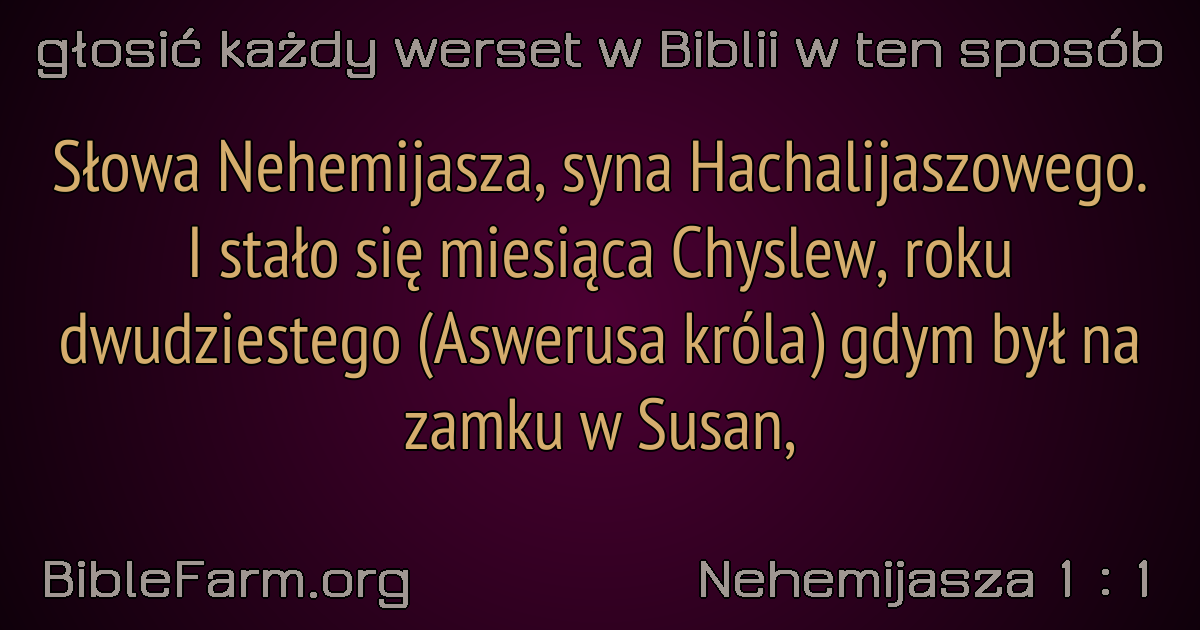 głosić każdy werset w Biblii w ten sposób
Słowa Nehemijasza, syna Hachalijaszowego.
I stało się miesiąca Chyslew, roku
dwudziestego (Aswerusa króla) gdym był na
zamku w Susan,
BibleFarm.org
Nehemijasza 1 : 1